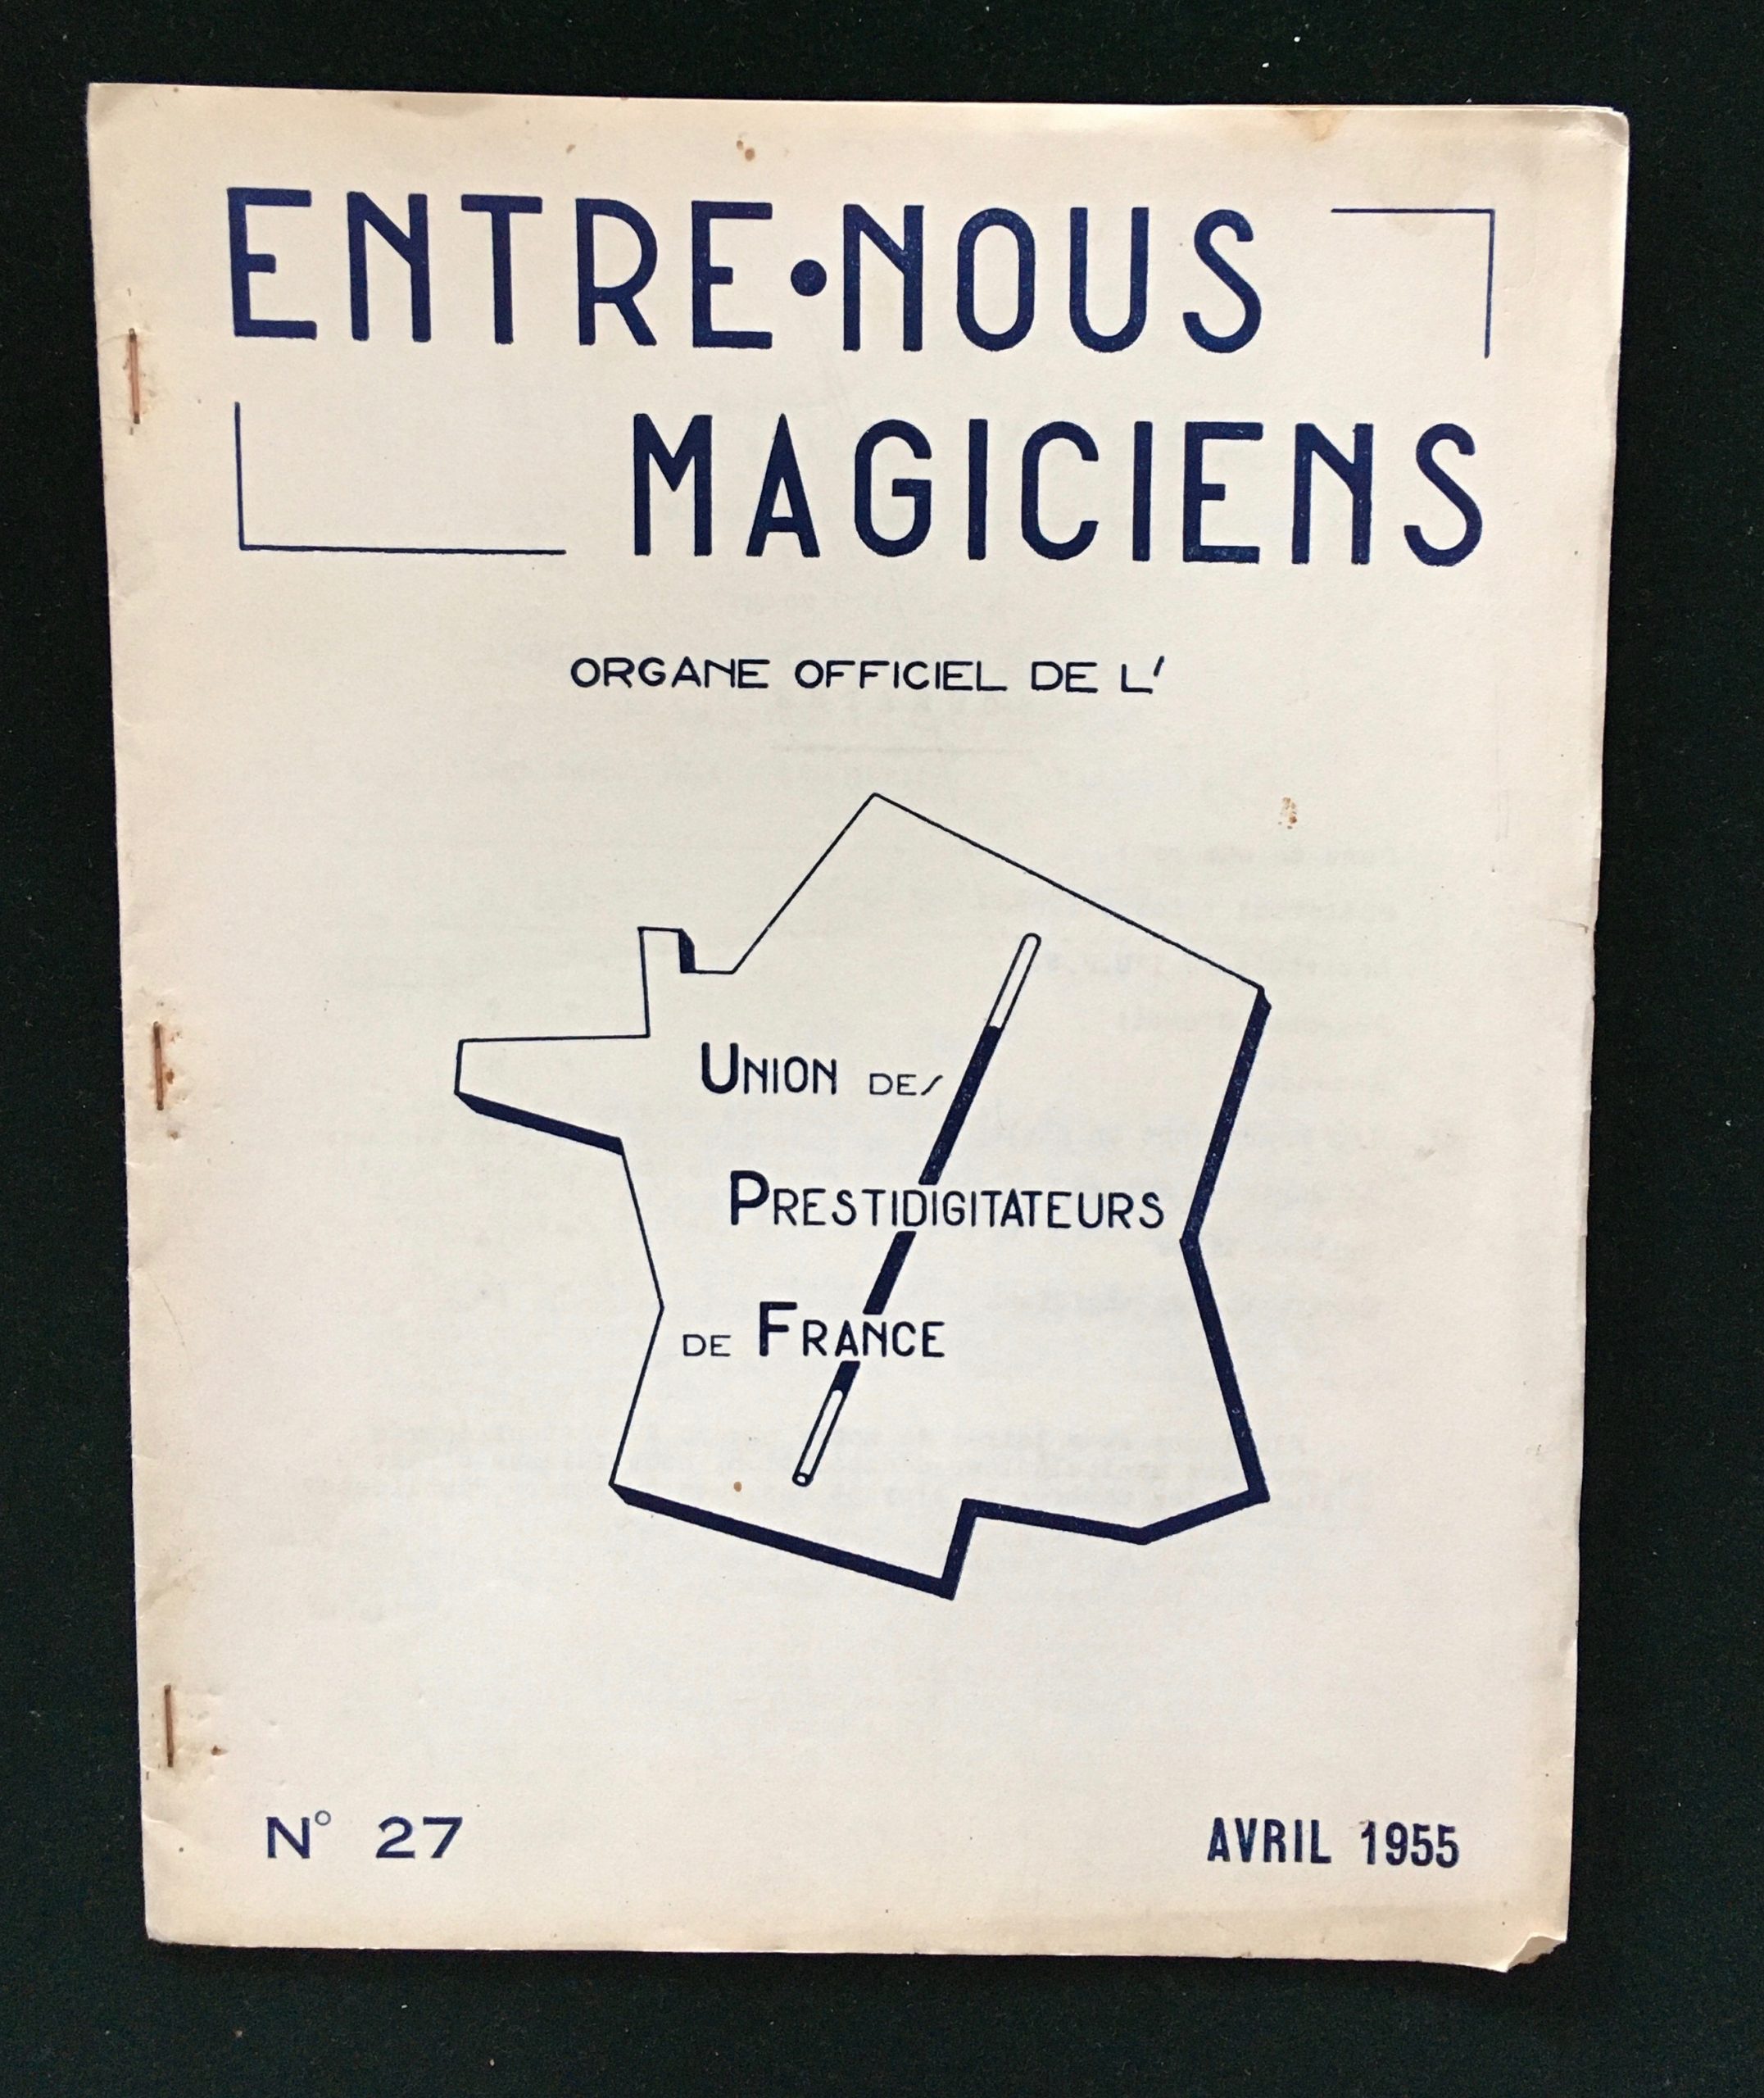 ENTRE•NOUS
MAGICIENS
ORGANE OFFICIEL DE L'
UNION DES
PRESTIDIGITATEURS
DE FRANCE
N° 27
AVRIL 1955